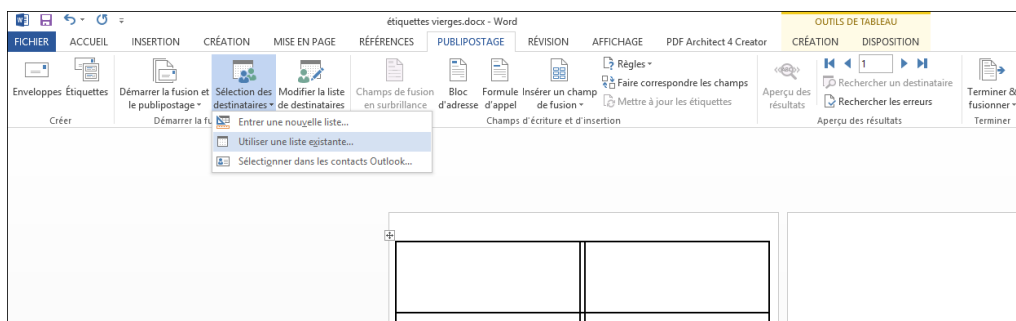 étiquettes vierges.docx - Word
OUTILS DE TABLEAU
FICHIER ACCUEIL INSERTION CRÉATION MISE EN PAGE RÉFÉRENCES PUBLIPOSTAGE RÉVISION AFFICHAGE PDF Architect 4 Creator CRÉATION DISPOSITION
Enveloppes Étiquettes
Démarrer la fusion et
le publipostage
Sélection des
destinataires
Modifier la liste
de destinataires
Champs de fusion
en surbrillance
Bloc
d'adresse
Formule
d'appel
Insérer un champ
de fusion
Règles
Faire correspondre les champs
Mettre à jour les étiquettes
«ABC»
Aperçu des
résultats
1
Rechercher un destinataire
Rechercher les erreurs
Terminer &
fusionner
Créer
Démarrer la fu
Champs d'écriture et d'insertion
Aperçu des résultats
Terminer
Entrer une nouvelle liste...
Utiliser une liste existante...
Sélectionner dans les contacts Outlook...